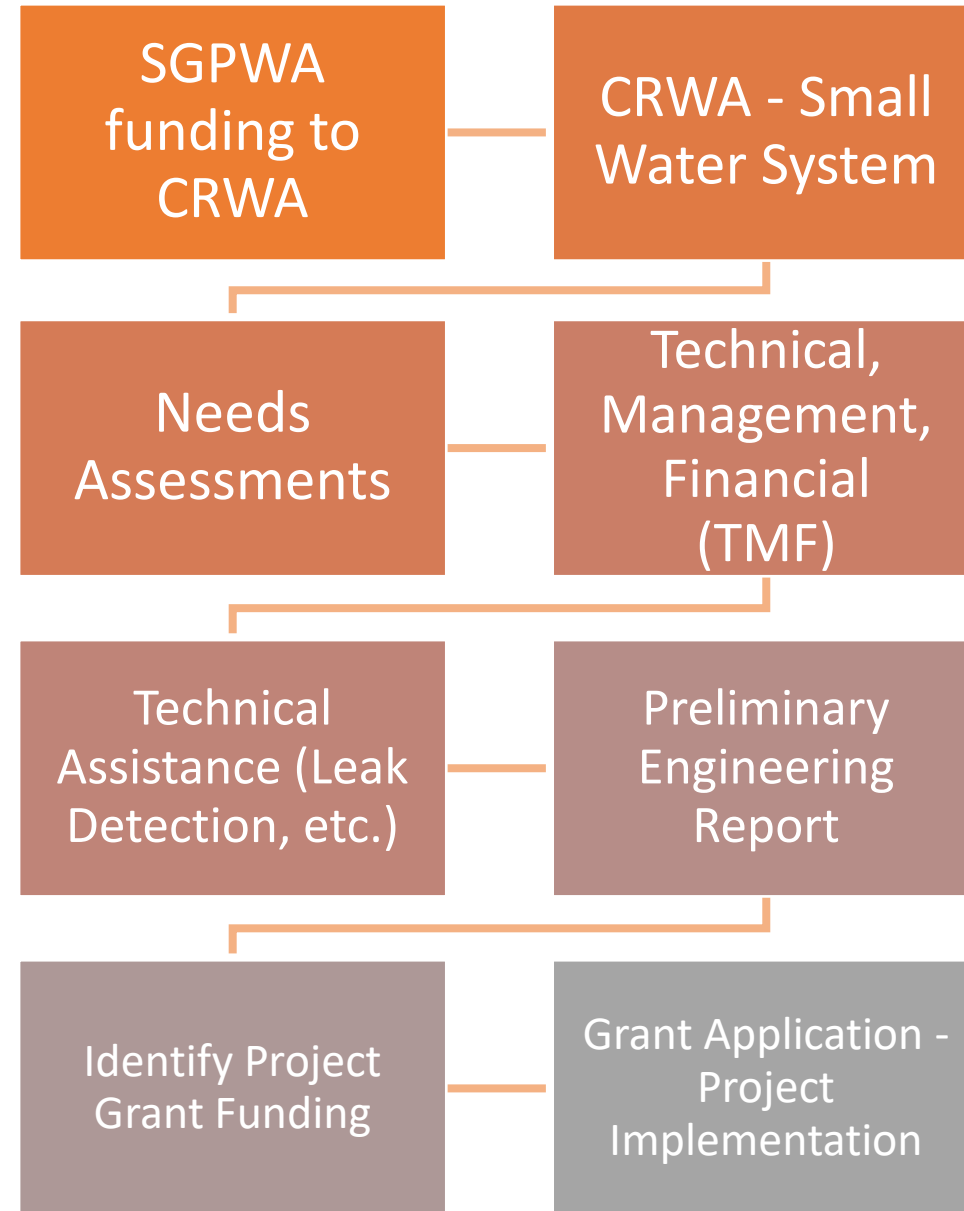 SGPWA
funding to
CRWA
CRWA - Small
Water System
Needs
Assessments
Technical,
Management,
Financial
(TMF)
Technical
Assistance (Leak
Detection, etc.)
Preliminary
Engineering
Report
Identify Project
Grant Funding
Grant Application -
Project
Implementation